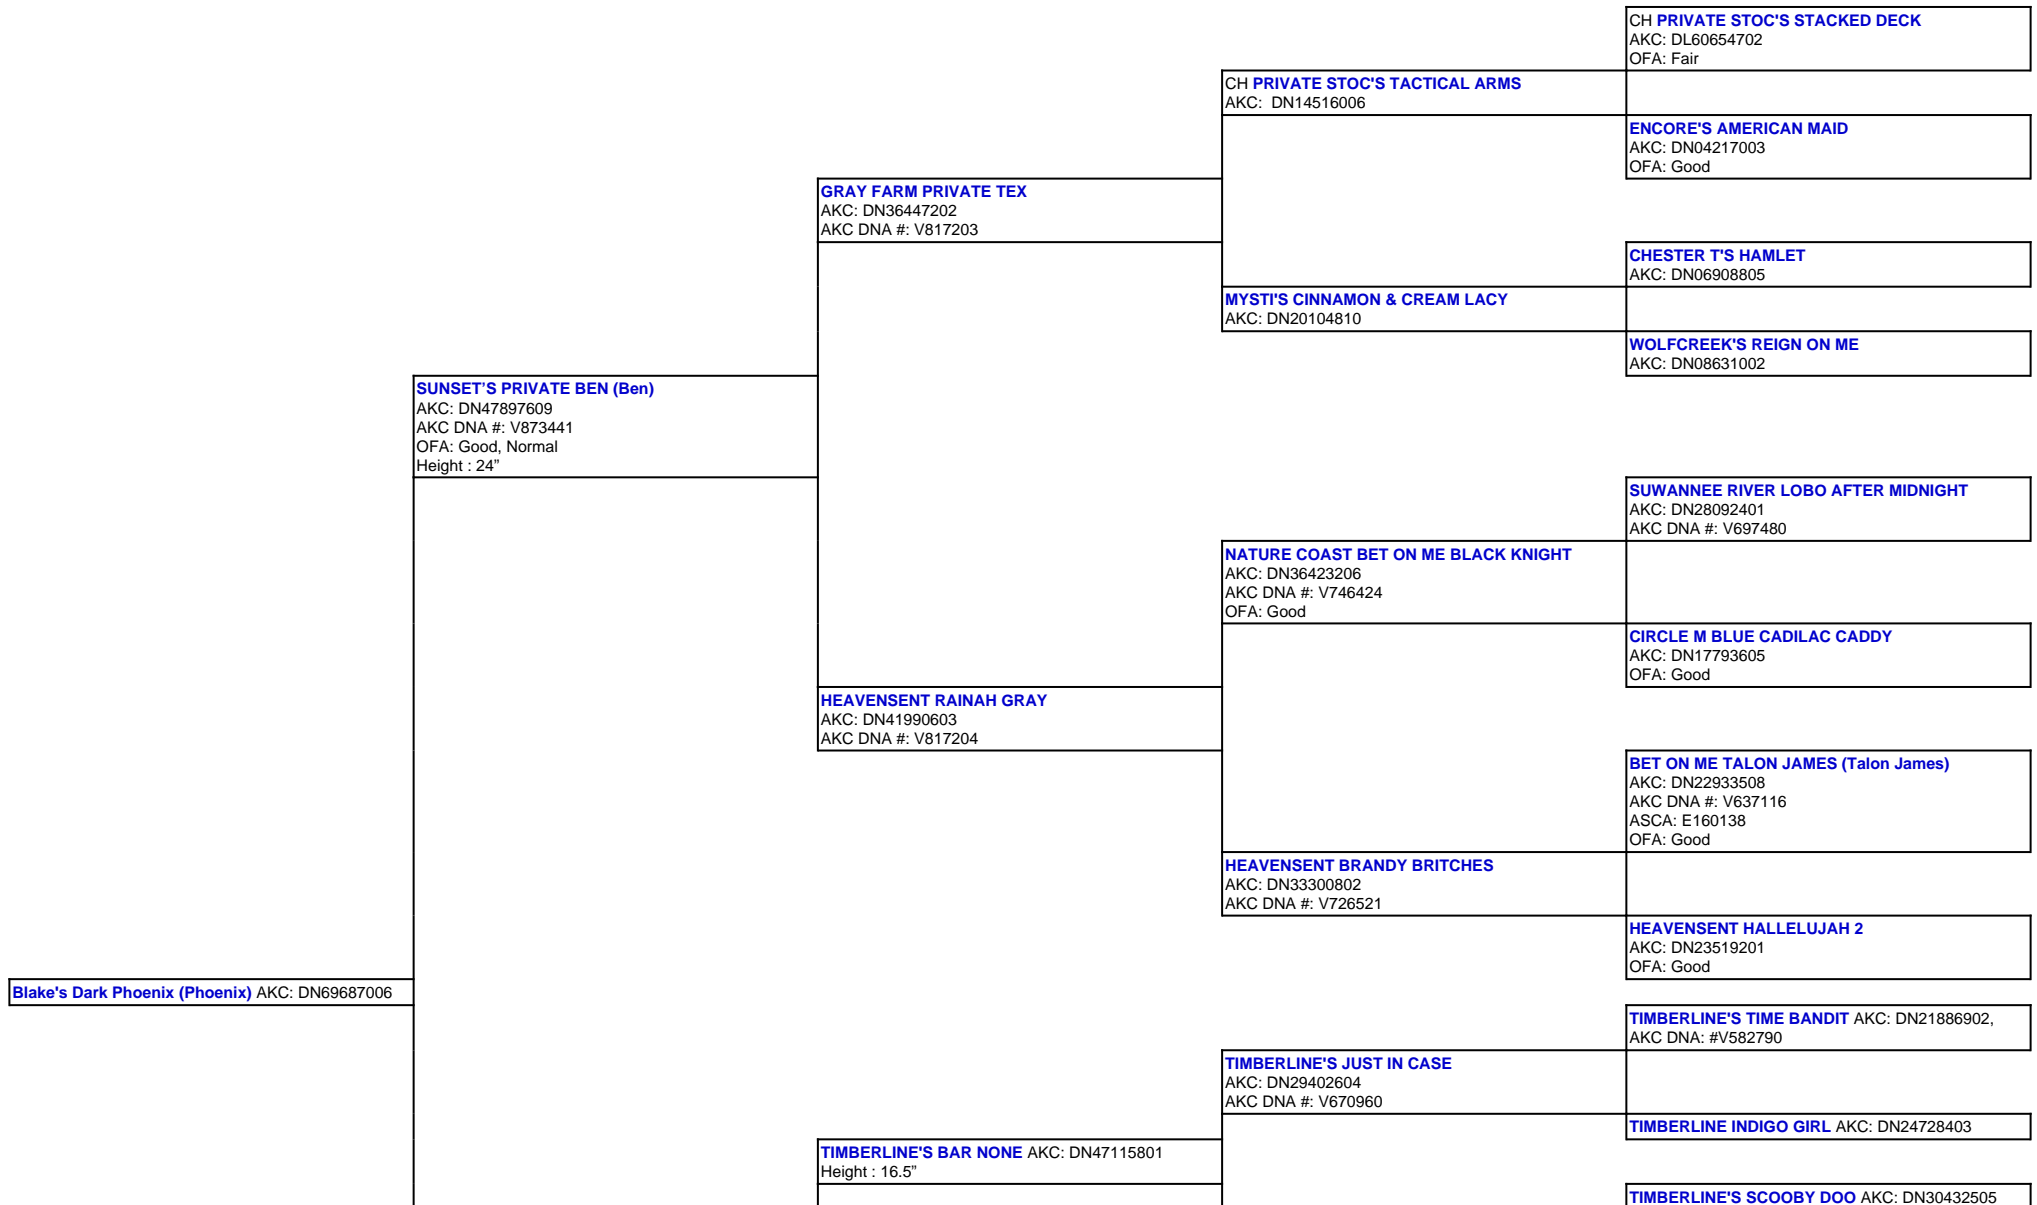 CH PRIVATE STOC'S STACKED DECK
AKC: DL60654702
OFA: Fair
CH PRIVATE STOC'S TACTICAL ARMS
AKC:  DN14516006
ENCORE'S AMERICAN MAID
AKC: DN04217003
OFA: Good
GRAY FARM PRIVATE TEX
AKC: DN36447202
AKC DNA #: V817203
CHESTER T'S HAMLET
AKC: DN06908805
MYSTI'S CINNAMON & CREAM LACY
AKC: DN20104810
WOLFCREEK'S REIGN ON ME
AKC: DN08631002
SUNSET’S PRIVATE BEN (Ben)
AKC: DN47897609
AKC DNA #: V873441
OFA: Good, Normal
Height : 24”
SUWANNEE RIVER LOBO AFTER MIDNIGHT
AKC: DN28092401
AKC DNA #: V697480
NATURE COAST BET ON ME BLACK KNIGHT
AKC: DN36423206
AKC DNA #: V746424
OFA: Good
CIRCLE M BLUE CADILAC CADDY
AKC: DN17793605
OFA: Good
HEAVENSENT RAINAH GRAY
AKC: DN41990603
AKC DNA #: V817204
BET ON ME TALON JAMES (Talon James)
AKC: DN22933508
AKC DNA #: V637116
ASCA: E160138
OFA: Good
HEAVENSENT BRANDY BRITCHES
AKC: DN33300802
AKC DNA #: V726521
HEAVENSENT HALLELUJAH 2
AKC: DN23519201
OFA: Good
Blake's Dark Phoenix (Phoenix) AKC: DN69687006
TIMBERLINE'S TIME BANDIT AKC: DN21886902,
AKC DNA: #V582790
TIMBERLINE'S JUST IN CASE
AKC: DN29402604
AKC DNA #: V670960
TIMBERLINE INDIGO GIRL AKC: DN24728403
TIMBERLINE'S BAR NONE AKC: DN47115801
Height : 16.5”
TIMBERLINE'S SCOOBY DOO AKC: DN30432505